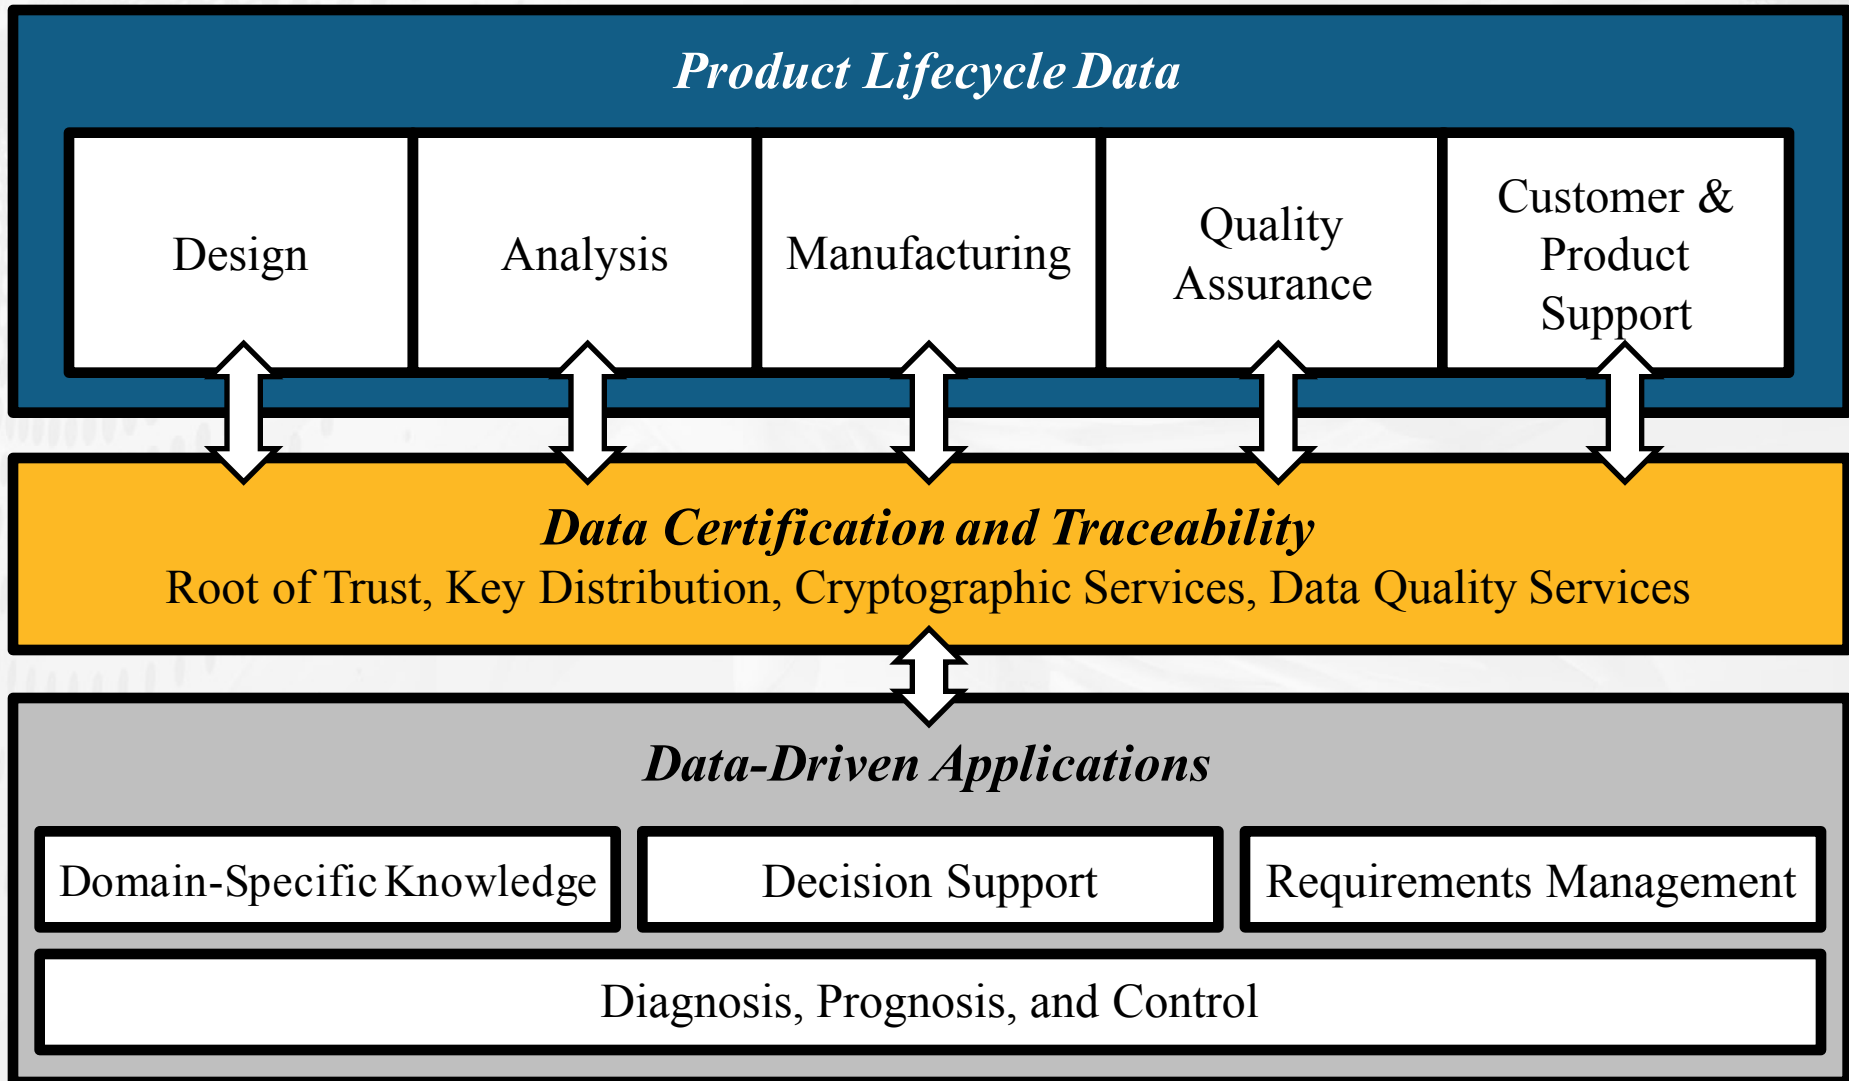 Product Lifecycle Data
Design
Analysis
Manufacturing
Quality
Assurance
Customer &
Product
Support
Data Certification and Traceability
Root of Trust, Key Distribution, Cryptographic Services, Data Quality Services
Data-Driven Applications
Domain-Specific Knowledge
Decision Support
Requirements Management
Diagnosis, Prognosis, and Control